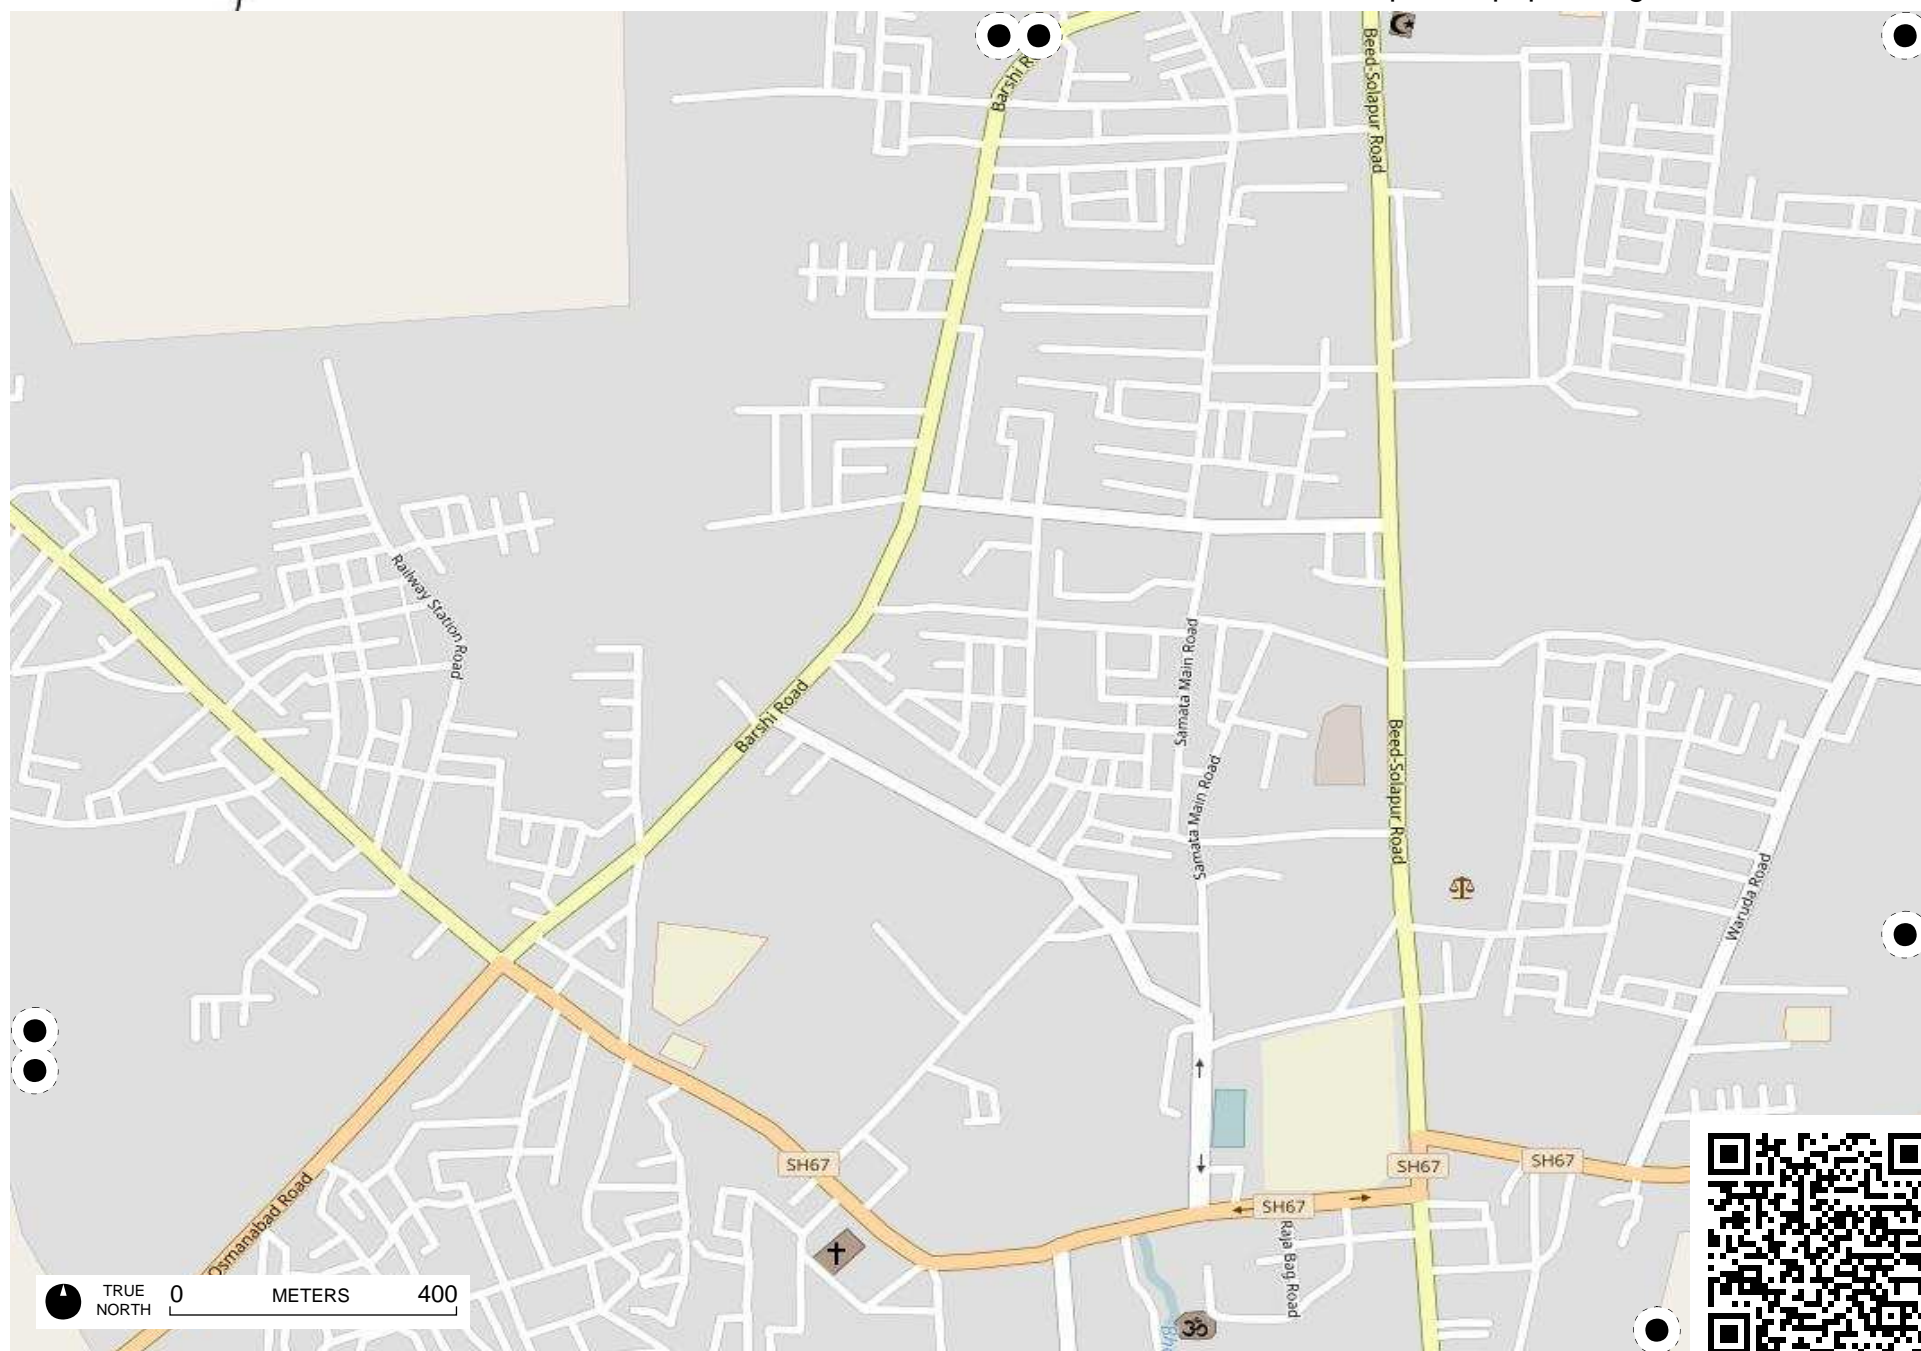 Barshi R
Beed-Solapur Road
Railway Station Road
Samata Main Road
Barshi Road
Samata Main Road
Beed-Solapur Road
Waruda Road
SH67
SH67
SH67
SH67
Osmanabad Road
Raja Bag Road
TRUE
NORTH
0 METERS 400
ॐ